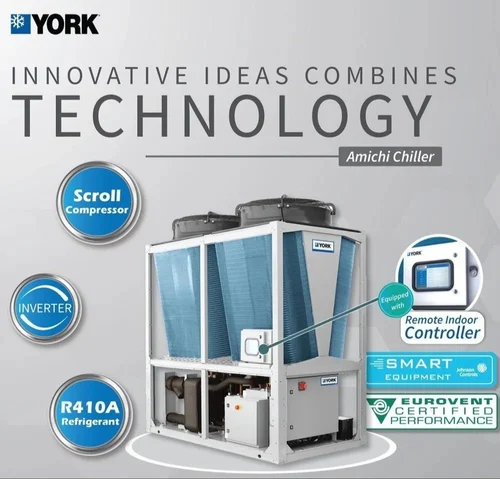 YORK
INNOVATIVE IDEAS COMBINES
TECHNOLOGY
Amichi Chiller
Scroll
Compressor
YORK
YORK
Equipped
with
Remote Indoor
Controller
INVERTER
YORK
SMART
EQUIPMENT
Johnson
Controls
R410A
Refrigerant
EUROVENT
CERTIFIED
PERFORMANCE